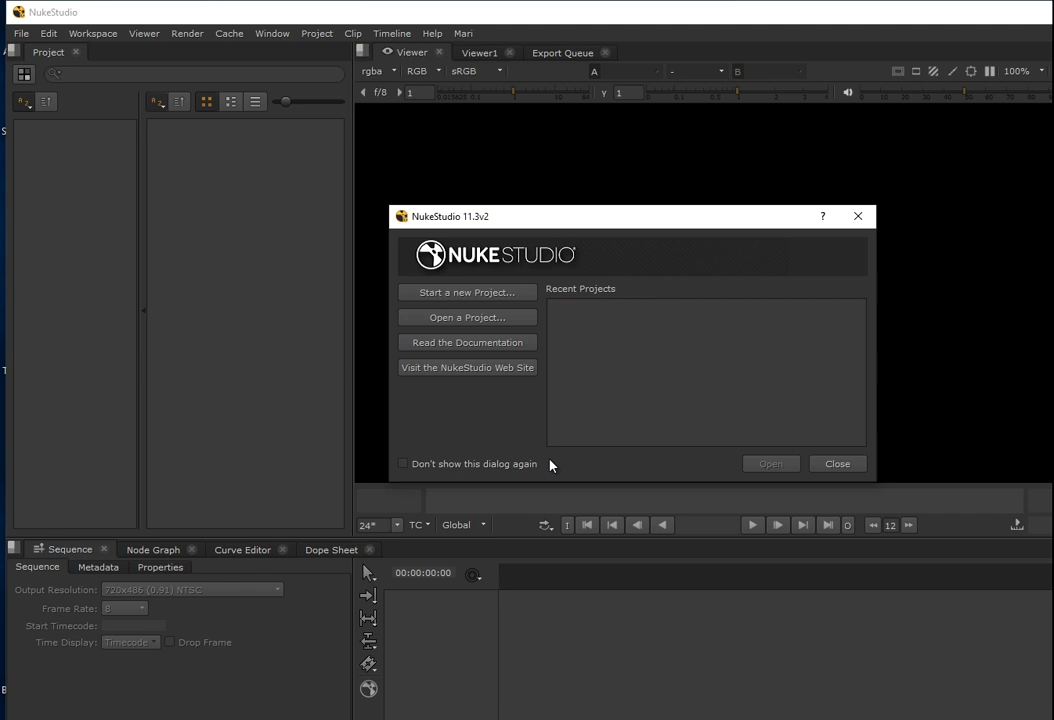 NukeStudio
File Edit Workspace Viewer Render Cache Window Project Clip Timeline Help Mari
Project
Viewer Viewer1 Export Queue
rgba RGB sRGB A - B 100%
f/8 1 Y 1
NukeStudio 11.3v2 ?
NUKESTUDIO
Start a new Project...
Open a Project...
Read the Documentation
Visit the NukeStudio Web Site
Recent Projects
Don't show this dialog again
Open Close
24* TC Global I O 12
Sequence Node Graph Curve Editor Dope Sheet
Sequence Metadata Properties
Output Resolution: 720x486 (0.91) NTSC
Frame Rate: 8
Start Timecode:
Time Display: Timecode Drop Frame
00:00:00:00